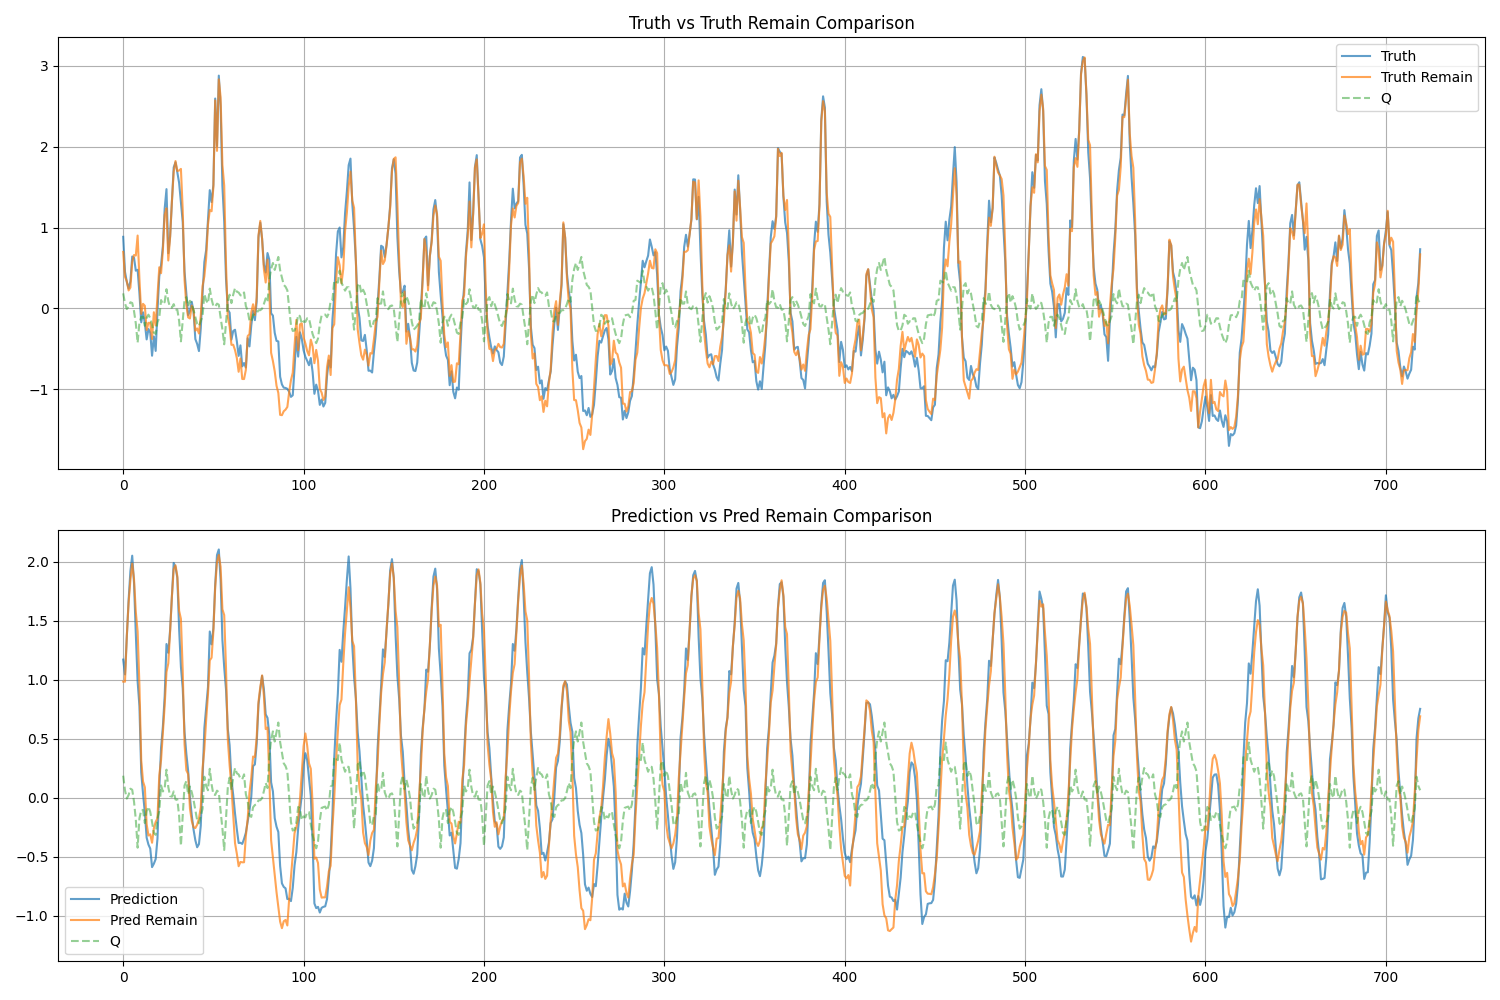 Truth vs Truth Remain Comparison
3
2
1
0
−1
Truth
Truth Remain
Q
0 100 200 300 400 500 600 700
Prediction vs Pred Remain Comparison
2.0
1.5
1.0
0.5
0.0
−0.5
−1.0
Prediction
Pred Remain
Q
0 100 200 300 400 500 600 700